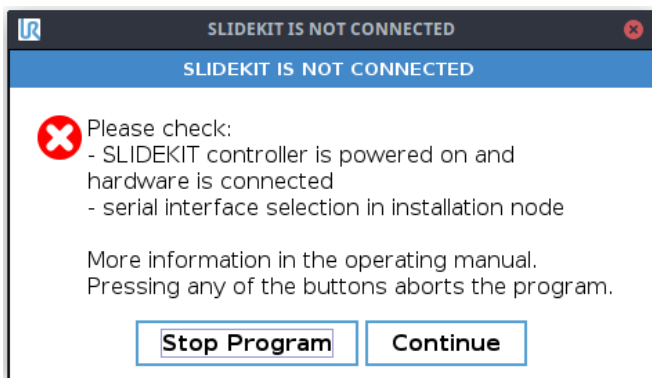 UR SLIDEKIT IS NOT CONNECTED
SLIDEKIT IS NOT CONNECTED
Please check:
- SLIDEKIT controller is powered on and
hardware is connected
- serial interface selection in installation node
More information in the operating manual.
Pressing any of the buttons aborts the program.
Stop Program Continue